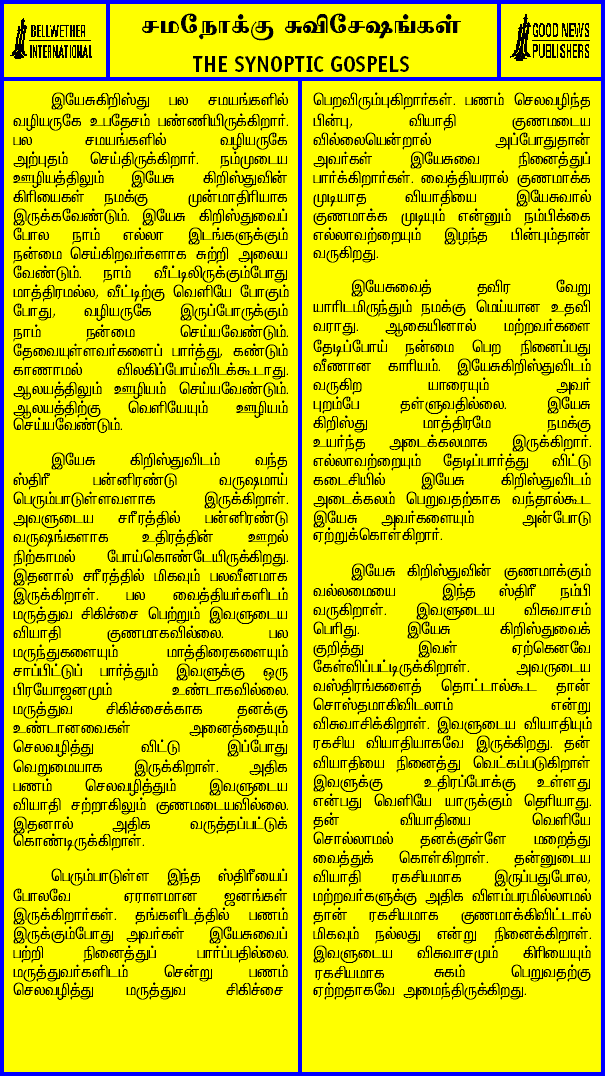 BELLWETHER
INTERNATIONAL
சமநோக்கு சுவிசேஷங்கள்
THE SYNOPTIC GOSPELS
GOOD NEWS
PUBLISHERS
இயேசுகிறிஸ்து பல சமயங்களில்
வழியருகே உபதேசம் பண்ணியிருக்கிறார்.
பல சமயங்களில் வழியருகே
அற்புதம் செய்திருக்கிறார். நம்முடைய
ஊழியத்திலும் இயேசு கிறிஸ்துவின்
கிரியைகள் நமக்கு முன்மாதிரியாக
இருக்கவேண்டும். இயேசு கிறிஸ்துவைப்
போல நாம் எல்லா இடங்களுக்கும்
நன்மை செய்கிறவர்களாக சுற்றி அலைய
வேண்டும். நாம் வீட்டிலிருக்கும்போது
மாத்திரமல்ல, வீட்டிற்கு வெளியே போகும்
போது, வழியருகே இருப்போருக்கும்
நாம் நன்மை செய்யவேண்டும்.
தேவையுள்ளவர்களைப் பார்த்து, கண்டும்
காணாமல் விலகிப்போய்விடக்கூடாது.
ஆலயத்திலும் ஊழியம் செய்யவேண்டும்.
ஆலயத்திற்கு வெளியேயும் ஊழியம்
செய்யவேண்டும்.
இயேசு கிறிஸ்துவிடம் வந்த
ஸ்திரீ பன்னிரண்டு வருஷமாய்
பெரும்பாடுள்ளவளாக இருக்கிறாள்.
அவளுடைய சரீரத்தில் பன்னிரண்டு
வருஷங்களாக உதிரத்தின் ஊறல்
நிற்காமல் போய்கொண்டேயிருக்கிறது.
இதனால் சரீரத்தில் மிகவும் பலவீனமாக
இருக்கிறாள். பல வைத்தியர்களிடம்
மருத்துவ சிகிச்சை பெற்றும் இவளுடைய
வியாதி குணமாகவில்லை. பல
மருந்துகளையும் மாத்திரைகளையும்
சாப்பிட்டுப் பார்த்தும் இவளுக்கு ஒரு
பிரயோஜனமும் உண்டாகவில்லை.
மருத்துவ சிகிச்சைக்காக தனக்கு
உண்டானவைகள் அனைத்தையும்
செலவழித்து விட்டு இப்போது
வெறுமையாக இருக்கிறாள். அதிக
பணம் செலவழித்தும் இவளுடைய
வியாதி சற்றாகிலும் குணமடையவில்லை.
இதனால் அதிக வருத்தப்பட்டுக்
கொண்டிருக்கிறாள்.
பெரும்பாடுள்ள இந்த ஸ்திரீயைப்
போலவே ஏராளமான ஜனங்கள்
இருக்கிறார்கள். தங்களிடத்தில் பணம்
இருக்கும்போது அவர்கள் இயேசுவைப்
பற்றி நினைத்துப் பார்ப்பதில்லை.
மருத்துவர்களிடம் சென்று பணம்
செலவழித்து மருத்துவ சிகிச்சை
பெறவிரும்புகிறார்கள். பணம் செலவழிந்த
பின்பு, வியாதி குணமடைய
வில்லையென்றால் அப்போதுதான்
அவர்கள் இயேசுவை நினைத்துப்
பார்க்கிறார்கள். வைத்தியரால் குணமாக்க
முடியாத வியாதியை இயேசுவால்
குணமாக்க முடியும் என்னும் நம்பிக்கை
எல்லாவற்றையும் இழந்த பின்பும்தான்
வருகிறது.
இயேசுவைத் தவிர வேறு
யாரிடமிருந்தும் நமக்கு மெய்யான உதவி
வராது. ஆகையினால் மற்றவர்களை
தேடிப்போய் நன்மை பெற நினைப்பது
வீணான காரியம். இயேசுகிறிஸ்துவிடம்
வருகிற யாரையும் அவர்
புறம்பே தள்ளுவதில்லை. இயேசு
கிறிஸ்து மாத்திரமே நமக்கு
உயர்ந்த அடைக்கலமாக இருக்கிறார்.
எல்லாவற்றையும் தேடிப்பார்த்து விட்டு
கடைசியில் இயேசு கிறிஸ்துவிடம்
அடைக்கலம் பெறுவதற்காக வந்தால்கூட
இயேசு அவர்களையும் அன்போடு
ஏற்றுக்கொள்கிறார்.
இயேசு கிறிஸ்துவின் குணமாக்கும்
வல்லமையை இந்த ஸ்திரீ நம்பி
வருகிறாள். இவளுடைய விசுவாசம்
பெரிது. இயேசு கிறிஸ்துவைக்
குறித்து இவள் ஏற்கெனவே
கேள்விப்பட்டிருக்கிறாள். அவருடைய
வஸ்திரங்களைத் தொட்டால்கூட தான்
சொஸ்தமாகிவிடலாம் என்று
விசுவாசிக்கிறாள். இவளுடைய வியாதியும்
ரகசிய வியாதியாகவே இருக்கிறது. தன்
வியாதியை நினைத்து வெட்கப்படுகிறாள்
இவளுக்கு உதிரப்போக்கு உள்ளது
என்பது வெளியே யாருக்கும் தெரியாது.
தன் வியாதியை வெளியே
சொல்லாமல் தனக்குள்ளே மறைத்து
வைத்துக் கொள்கிறாள். தன்னுடைய
வியாதி ரகசியமாக இருப்பதுபோல,
மற்றவர்களுக்கு அதிக விளம்பரமில்லாமல்
தான் ரகசியமாக குணமாக்கிவிட்டால்
மிகவும் நல்லது என்று நினைக்கிறாள்.
இவளுடைய விசுவாசமும் கிரியையும்
ரகசியமாக சுகம் பெறுவதற்கு
ஏற்றதாகவே அமைந்திருக்கிறது.